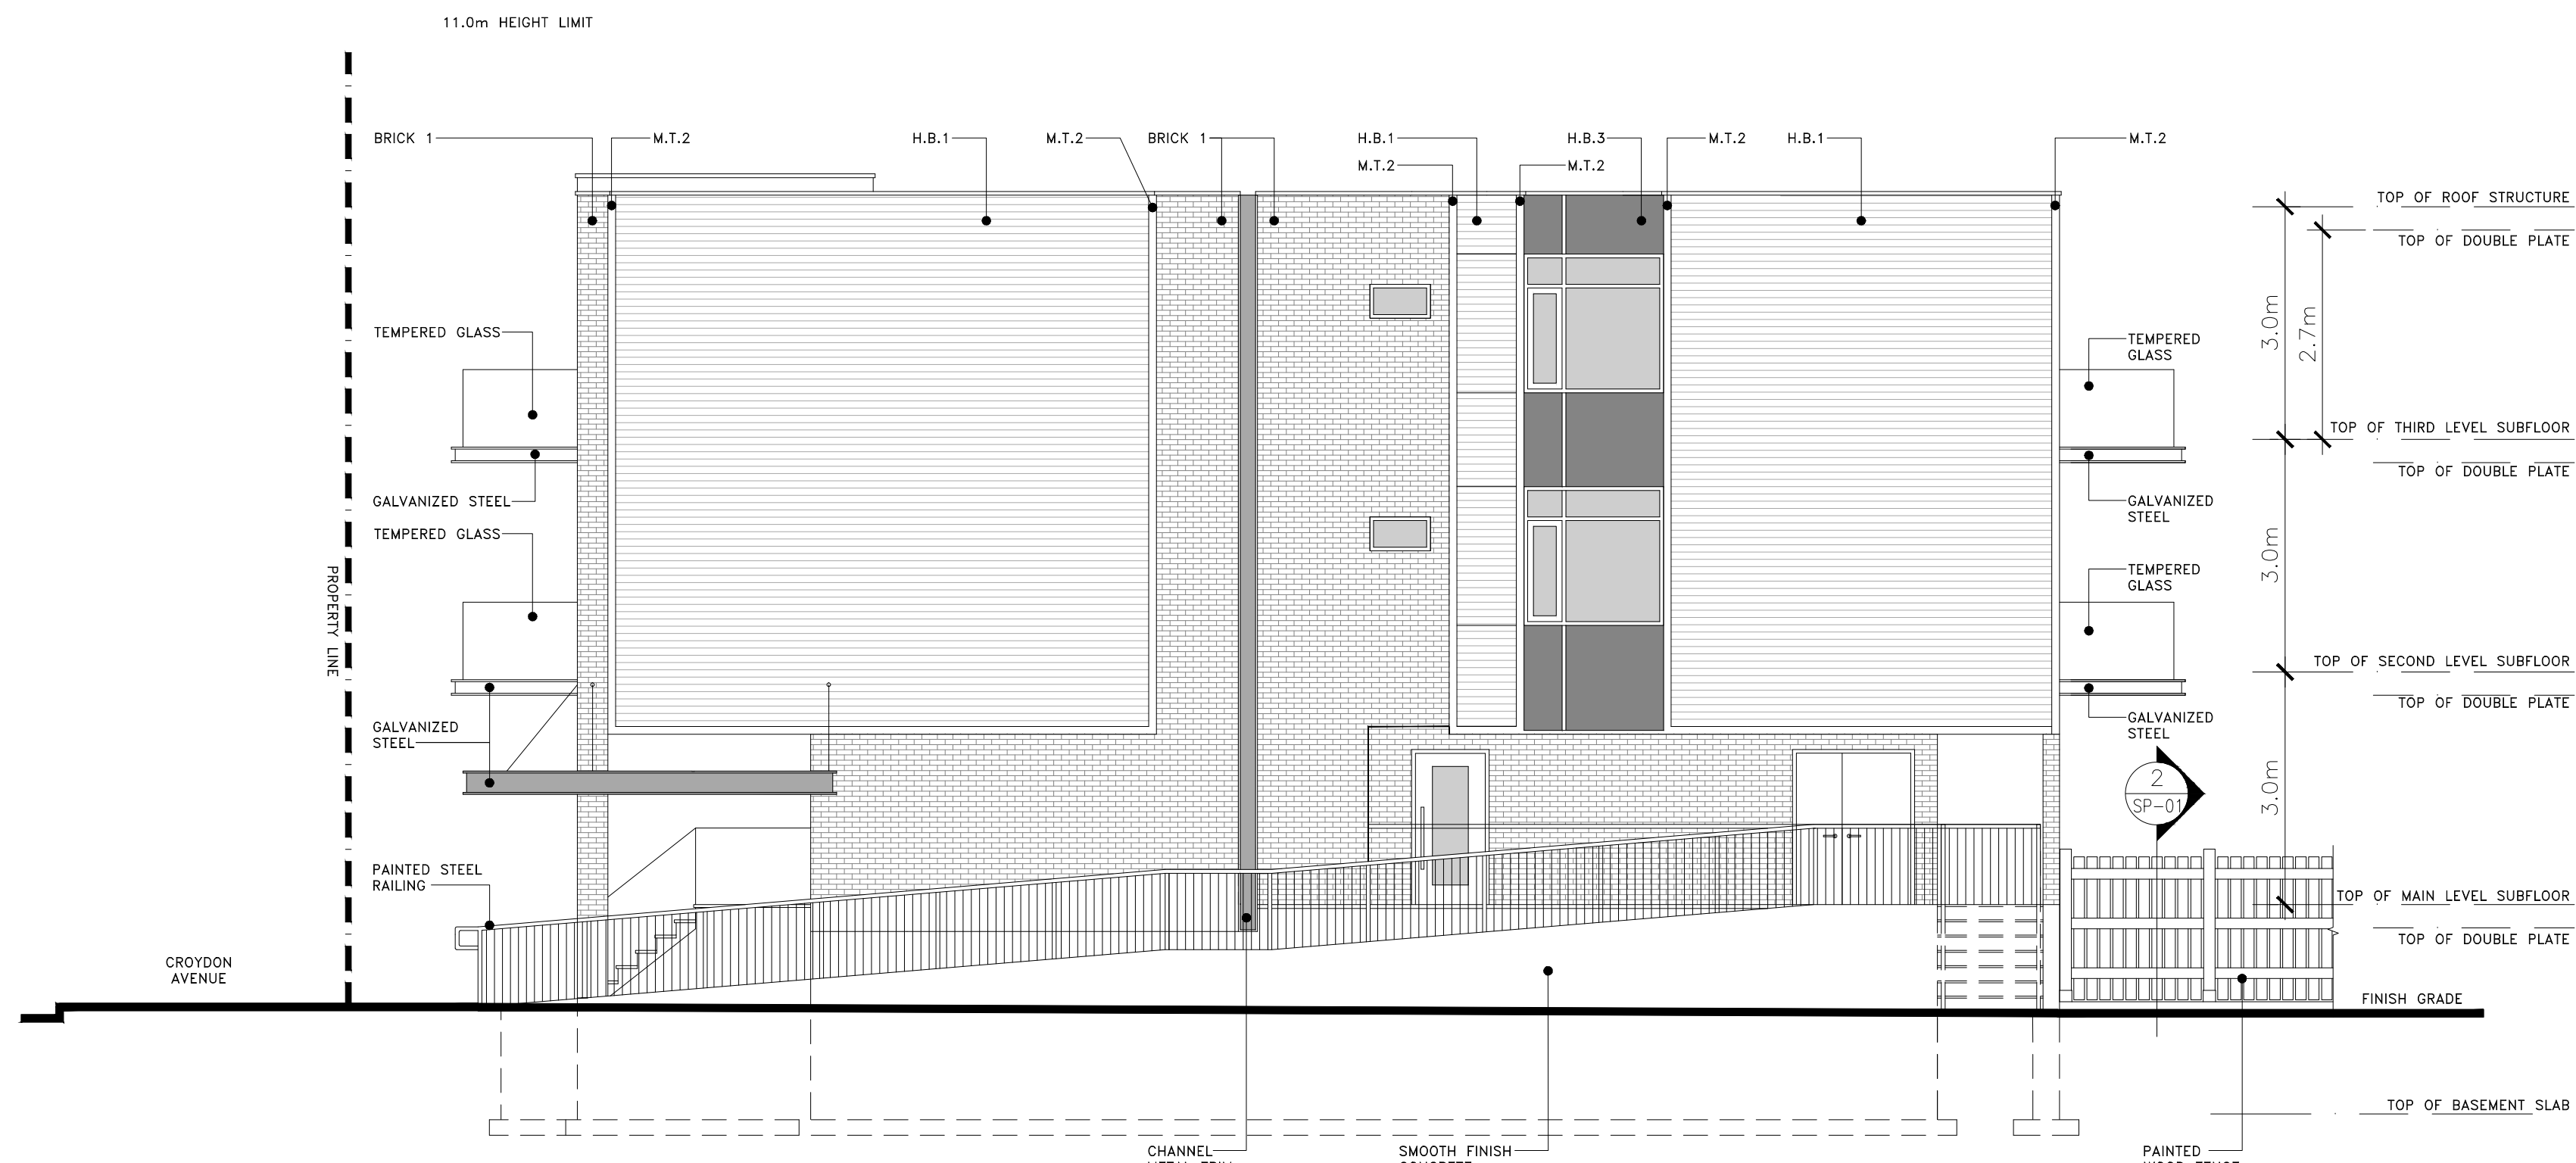 11.0m HEIGHT LIMIT
BRICK 1
M.T.2
H.B.1
M.T.2
BRICK 1
H.B.1
H.B.3
M.T.2
H.B.1
M.T.2
M.T.2
M.T.2
TOP OF ROOF STRUCTURE
TOP OF DOUBLE PLATE
3.0m
2.7m
TEMPERED GLASS
TEMPERED
GLASS
TOP OF THIRD LEVEL SUBFLOOR
TOP OF DOUBLE PLATE
GALVANIZED STEEL
GALVANIZED
STEEL
TEMPERED GLASS
3.0m
TEMPERED
GLASS
PROPERTY LINE
TOP OF SECOND LEVEL SUBFLOOR
TOP OF DOUBLE PLATE
GALVANIZED
STEEL
GALVANIZED
STEEL
2
SP-01
3.0m
PAINTED STEEL
RAILING
TOP OF MAIN LEVEL SUBFLOOR
TOP OF DOUBLE PLATE
CROYDON
AVENUE
FINISH GRADE
TOP OF BASEMENT SLAB
CHANNEL
SMOOTH FINISH
PAINTED